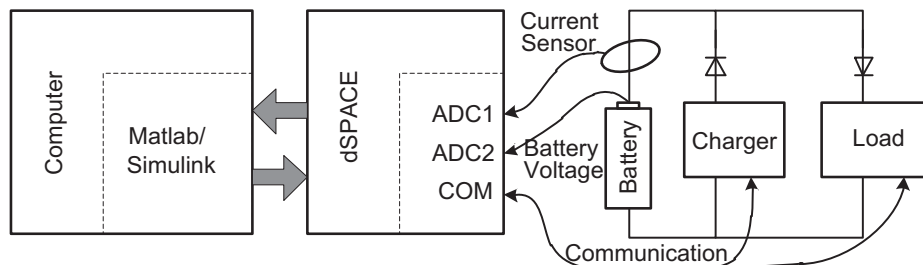 Computer
Matlab/
Simulink
dSPACE
ADC1
ADC2
COM
Current
Sensor
Battery
Voltage
Battery
Charger
Load
Communication